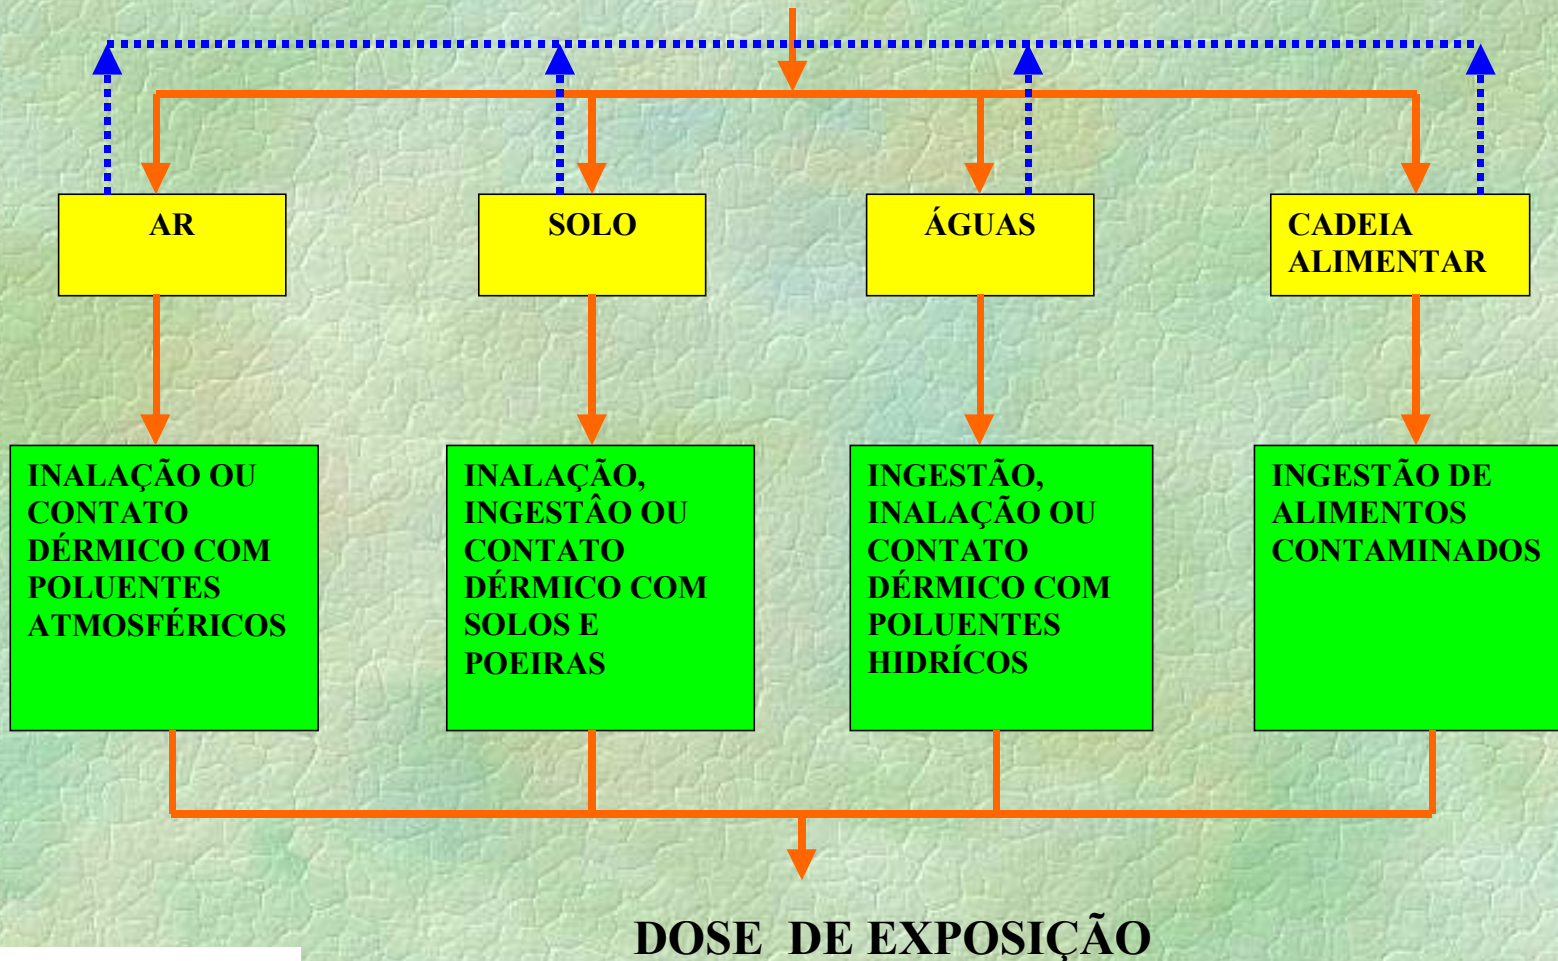 AR
SOLO
ÁGUAS
CADEIA
ALIMENTAR
INALAÇÃO OU
CONTATO
DÉRMICO COM
POLUENTES
ATMOSFÉRICOS
INALAÇÃO,
INGESTÂO OU
CONTATO
DÉRMICO COM
SOLOS E
POEIRAS
INGESTÃO,
INALAÇÃO OU
CONTATO
DÉRMICO COM
POLUENTES
HIDRÍCOS
INGESTÃO DE
ALIMENTOS
CONTAMINADOS
DOSE DE EXPOSIÇÃO